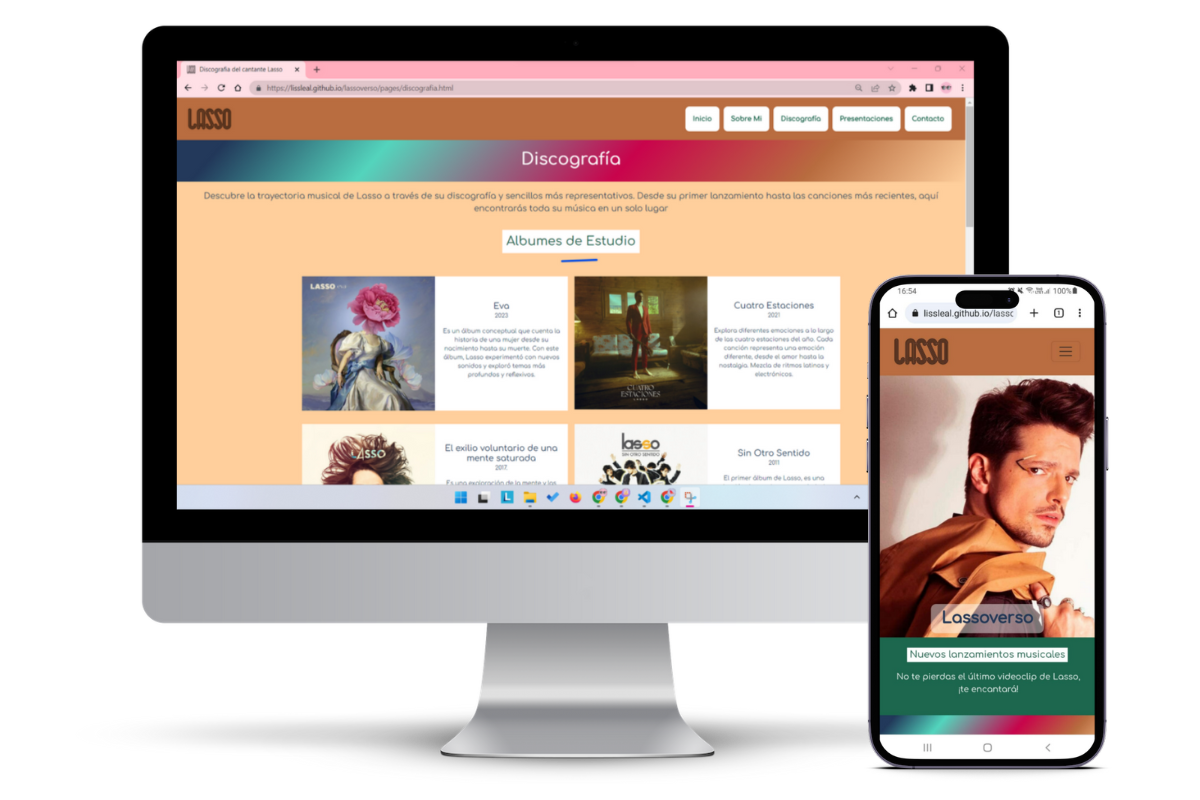 Discografia del cantante Lasso
https://lissleal.github.io/lassoverso/pages/discografia.html
LASSO
Inicio
Sobre Mi
Discografía
Presentaciones
Contacto
Discografía
Descubre la trayectoria musical de Lasso a través de su discografía y sencillos más representativos. Desde su primer lanzamiento hasta las canciones más recientes, aquí
encontrarás toda su música en un solo lugar
Albumes de Estudio
LASSO
Eva
2023
Es un álbum conceptual que cuenta la
historia de una mujer desde su
nacimiento hasta su muerte. Con este
álbum, Lasso experimentó con nuevos
sonidos y exploró temas más
profundos y reflexivos.
CUATRO
ESTACIONES
LASSO
Cuatro Estaciones
2021
Explora diferentes emociones a lo largo
de las cuatro estaciones del año. Cada
canción representa una emoción
diferente, desde el amor hasta la
nostalgia. Mezcla de ritmos latinos y
electrónicos.
LASSO
El exilio voluntario de una
mente saturada
2017
Es una exploración de la mente y los
lasso
SIN OTRO SENTIDO
Sin Otro Sentido
2011
El primer álbum de Lasso, es una
16:54
100%
lissleal.github.io/lasso
1
LASSO
Lassoverso
Nuevos lanzamientos musicales
No te pierdas el último videoclip de Lasso,
¡te encantará!